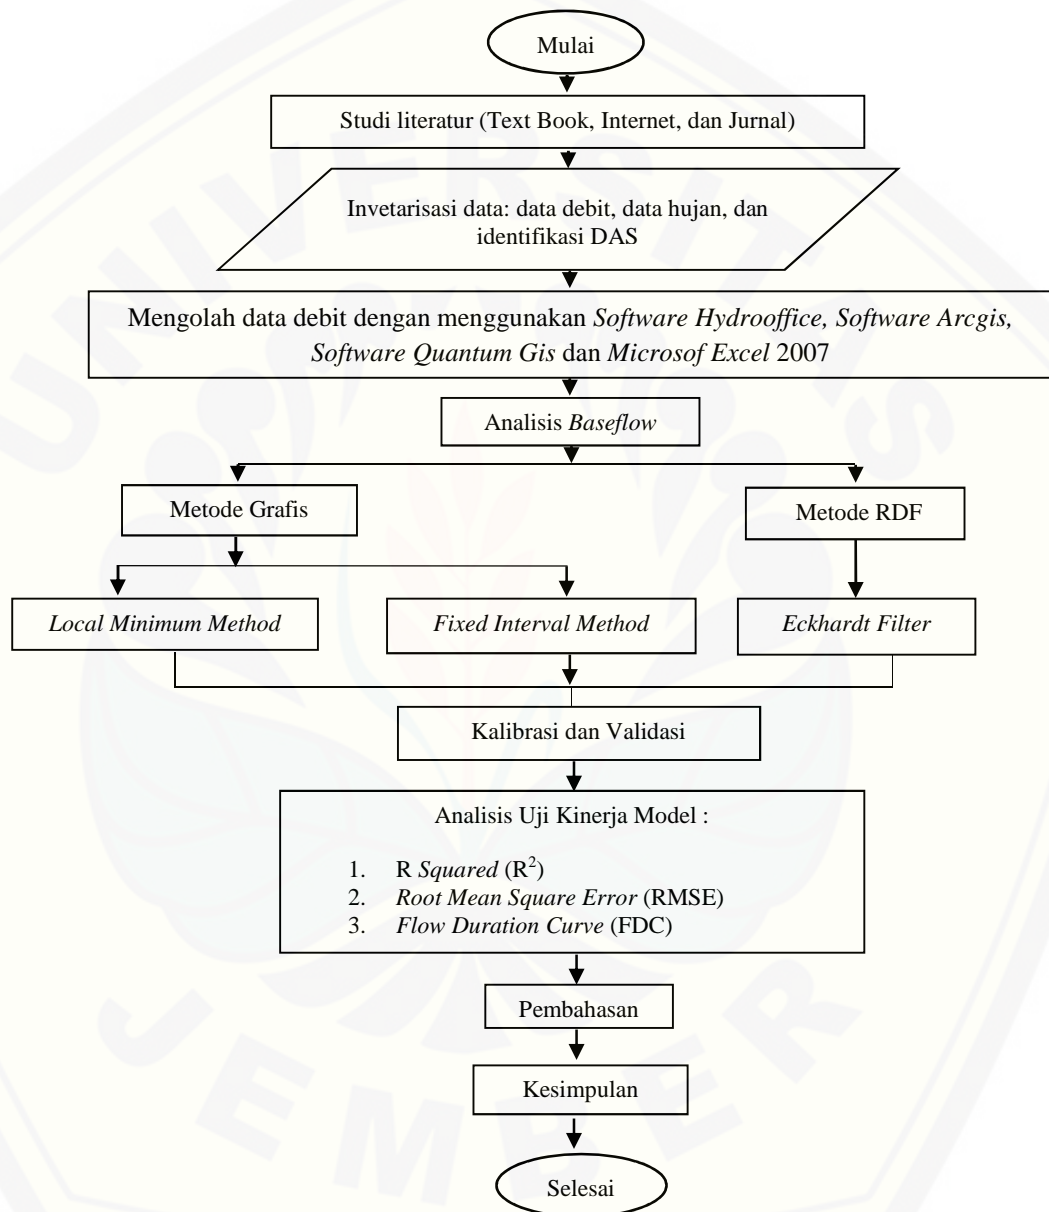 UNIVERSITAS
Mulai
Studi literatur (Text Book, Internet, dan Jurnal)
Invetarisasi data: data debit, data hujan, dan
identifikasi DAS
Mengolah data debit dengan menggunakan Software Hydrooffice, Software Arcgis,
Software Quantum Gis dan Microsof Excel 2007
Analisis Baseflow
Metode Grafis
Metode RDF
Local Minimum Method
Fixed Interval Method
Eckhardt Filter
Kalibrasi dan Validasi
Analisis Uji Kinerja Model :
1. R Squared (R²)
2. Root Mean Square Error (RMSE)
3. Flow Duration Curve (FDC)
Pembahasan
Kesimpulan
Selesai
JEMBER